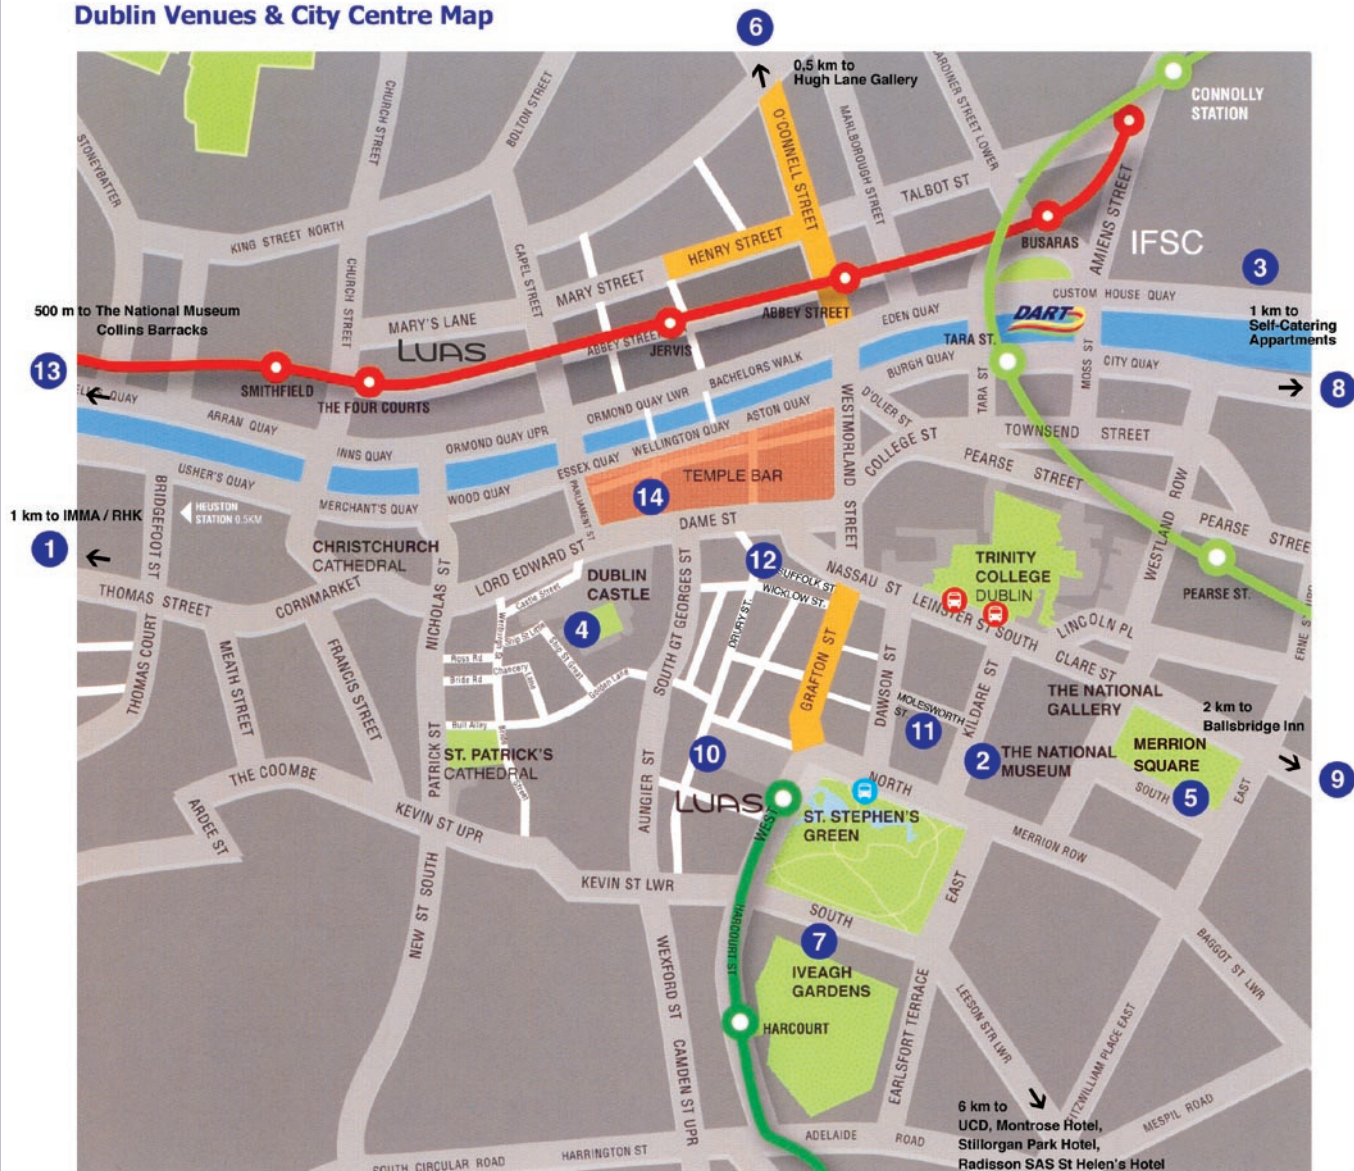 Dublin Venues & City Centre Map
6
0,5 km to
Hugh Lane Gallery
CONNOLLY
STATION
CHURCH STREET
BOLTON STREET
O'CONNELL STREET
MARLBOROUGH STREET
STONEYBATTER
TALBOT ST
AMIENS STREET
KING STREET NORTH
HENRY STREET
BUSARAS
IFSC
3
CAPEL STREET
MARY STREET
CHURCH STREET
CUSTOM HOUSE QUAY
500 m to The National Museum
Collins Barracks
MARY'S LANE
ABBEY STREET
ABBEY STREET
EDEN QUAY
DART
1 km to
Self-Catering
Appartments
LUAS
JERVIS
TARA ST.
13
SMITHFIELD
THE FOUR COURTS
BACHELORS WALK
BURGH QUAY
MOSS ST
CITY QUAY
8
ARRAN QUAY
ORMOND QUAY LWR
ASTON QUAY
D'OLIER ST
TARA ST
INNS QUAY
ORMOND QUAY UPR
WELLINGTON QUAY
WESTMORLAND
STREET
COLLEGE ST
TOWNSEND STREET
USHER'S QUAY
ESSEX QUAY
TEMPLE BAR
PEARSE STREET
WESTLAND ROW
BRIDGEFOOT ST
MERCHANT'S QUAY
WOOD QUAY
PARLIAMENT ST
14
1 km to IMMA / RHK
HEUSTON
STATION 0.5KM
DAME ST
PEARSE STREE
1
CHRISTCHURCH
CATHEDRAL
LORD EDWARD ST
12
NASSAU ST
TRINITY
COLLEGE
DUBLIN
PEARSE ST.
THOMAS STREET
CORNMARKET
NICHOLAS ST
DUBLIN
CASTLE
SUFFOLK ST
WICKLOW ST.
LEINSTER ST SOUTH
LINCOLN PL
Castle Street
4
DRURY ST.
CLARE ST
THOMAS COURT
MEATH STREET
FRANCIS STREET
SOUTH GT GEORGES ST
GRAFTON ST
DAWSON ST
KILDARE ST
Ross Rd
Chancery Lane
Bride Rd
Golden Lane
MOLESWORTH
ST.
THE NATIONAL
GALLERY
2 km to
Ballsbridge Inn
Bull Alley
11
MERRION
SQUARE
PATRICK ST
ST. PATRICK'S
CATHEDRAL
10
2
THE NATIONAL
MUSEUM
9
THE COOMBE
NORTH
SOUTH
5
EAST
ARDEE ST
KEVIN ST UPR
AUNGIER ST
LUAS
WEST
ST. STEPHEN'S
GREEN
MERRION ROW
KEVIN ST LWR
EAST
NEW ST SOUTH
HARCOURT ST
SOUTH
7
BAGGOT ST LWR
WEXFORD ST
IVEAGH
GARDENS
EARLSFORT TERRACE
LEESON STR LWR
HARCOURT
CAMDEN ST UPR
FITZWILLIAM PLACE EAST
6 km to
UCD, Montrose Hotel,
Stillorgan Park Hotel,
Radisson SAS St Helen's Hotel
MESPIL ROAD
ADELAIDE ROAD
HARRINGTON ST
SOUTH CIRCULAR ROAD